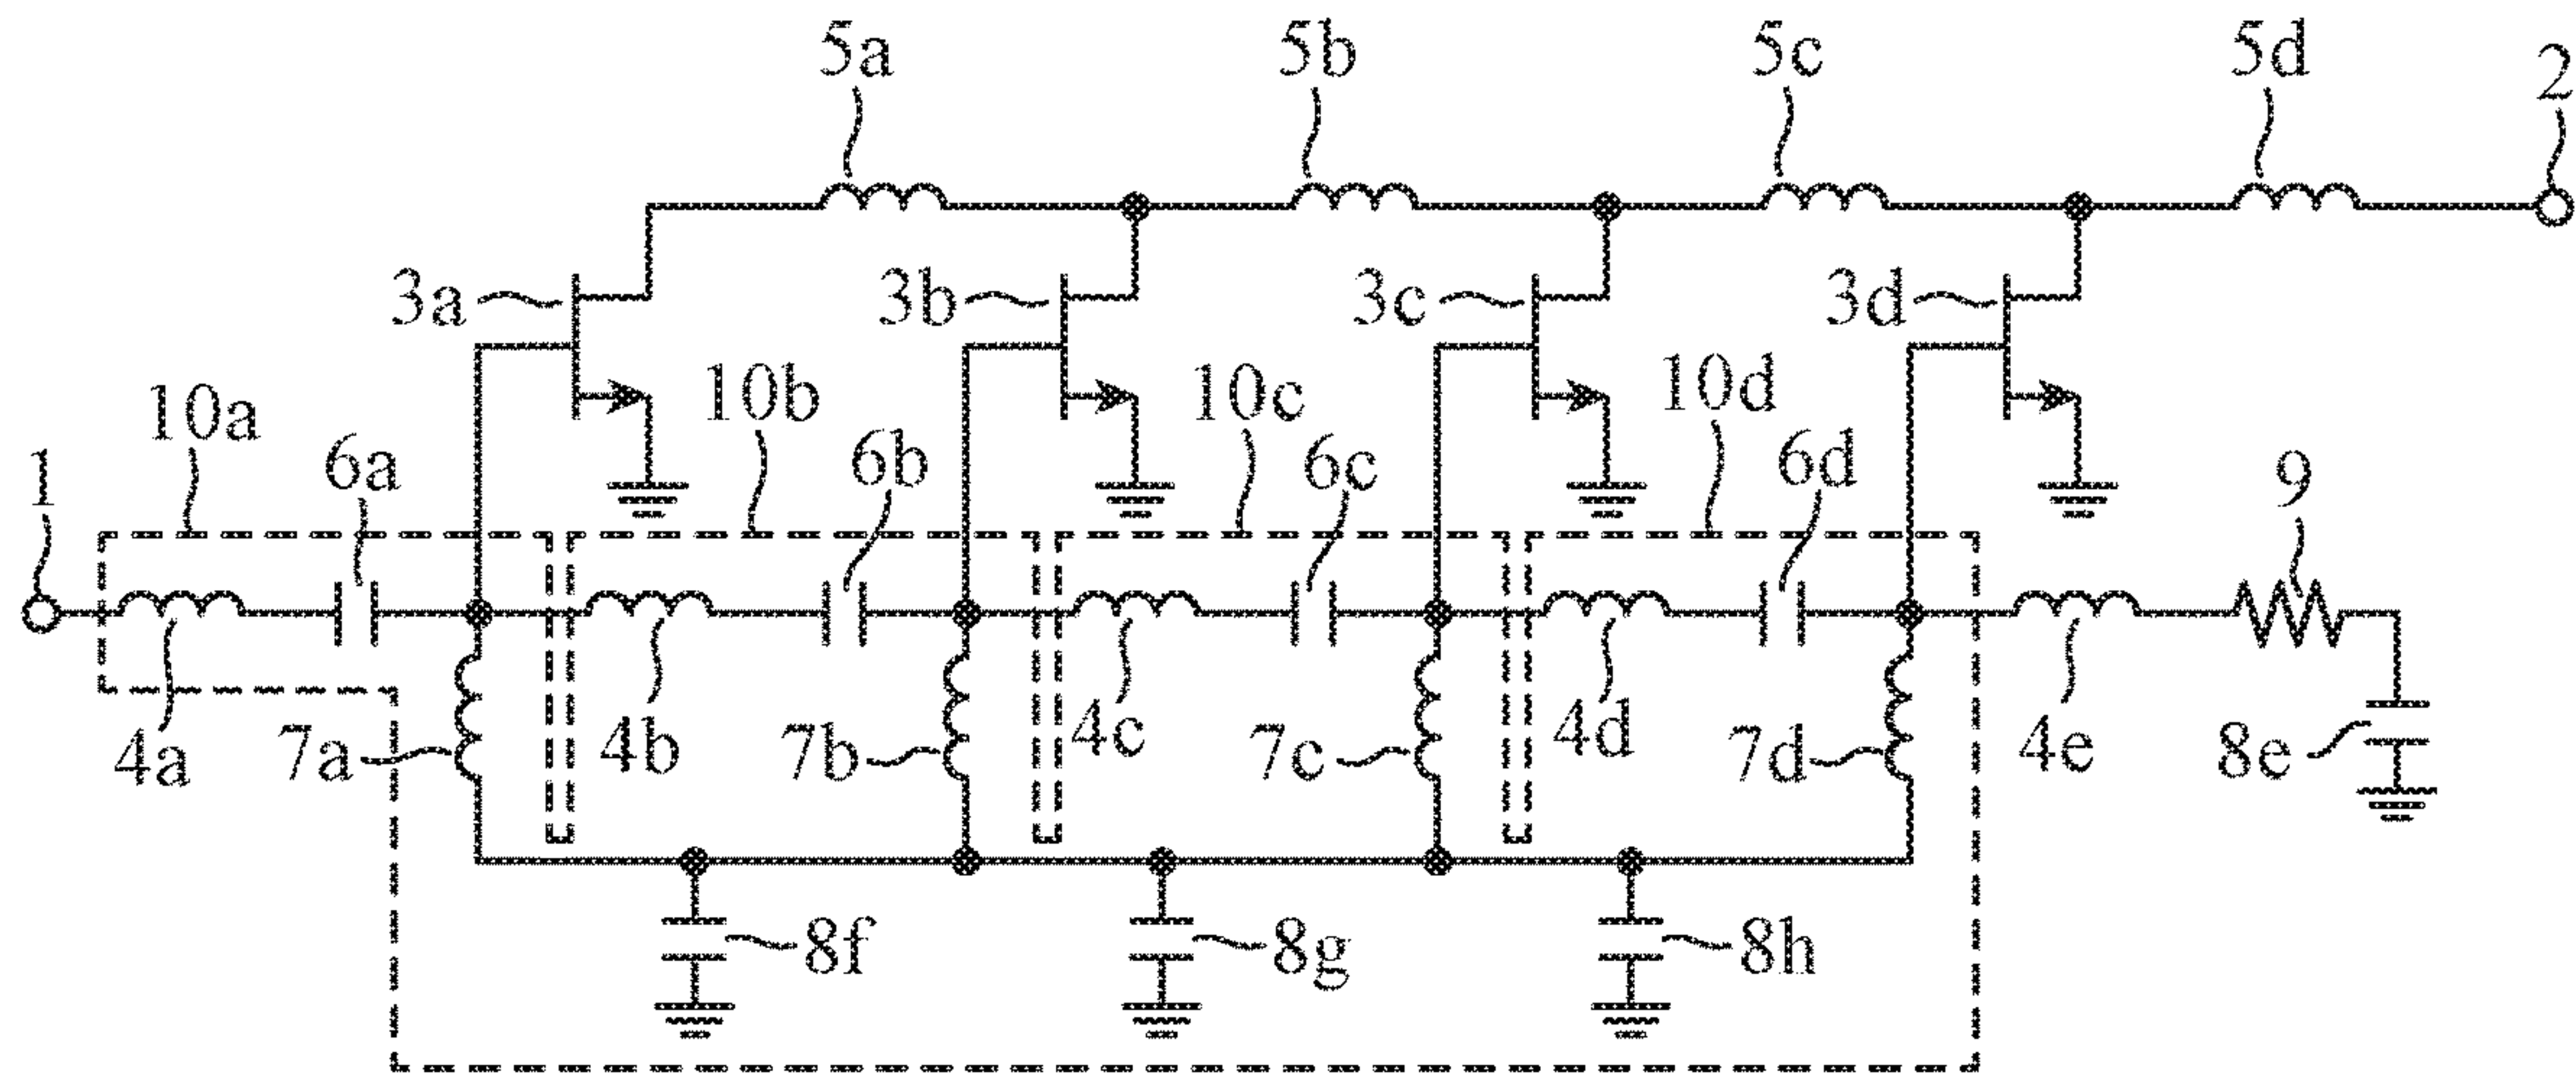 5a 5b 5c 5d 2
3a 3b 3c 3d
10a 10b 10c 10d
1 6a 6b 6c 6d 9
4a 7a 4b 7b 4c 7c 4d 7d 4e 8e
8f 8g 8h